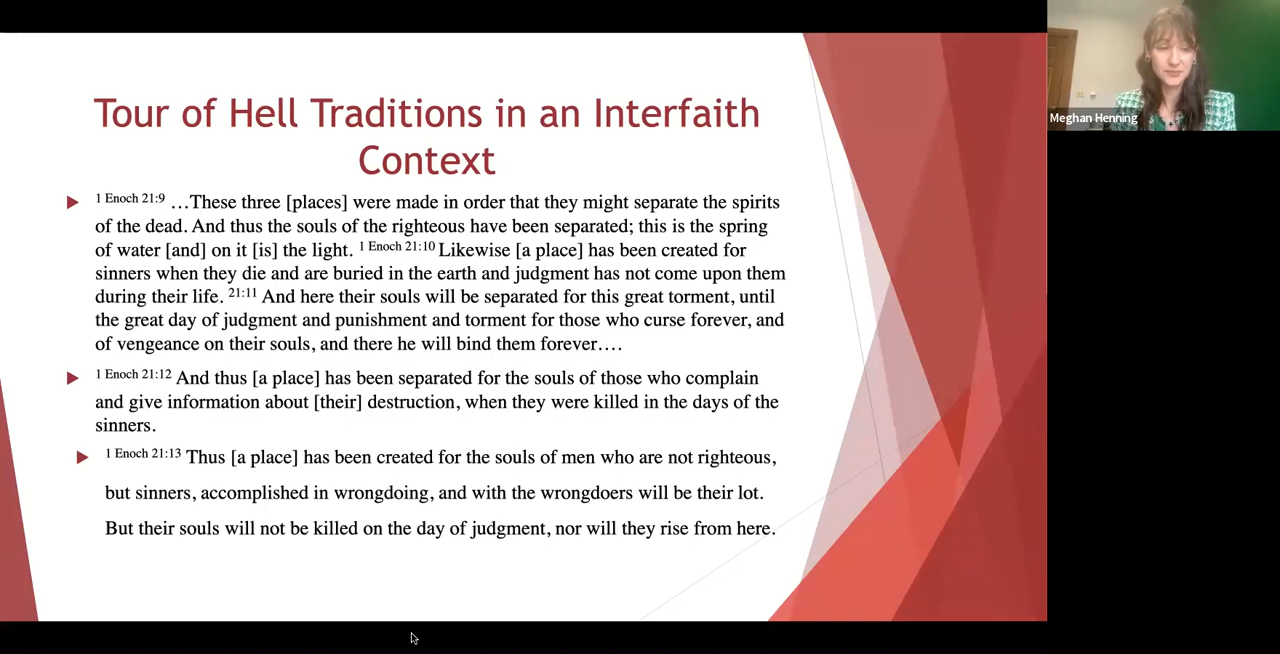 Tour of Hell Traditions in an Interfaith
Context
1 Enoch 21:9 …These three [places] were made in order that they might separate the spirits
of the dead. And thus the souls of the righteous have been separated; this is the spring
of water [and] on it [is] the light. 1 Enoch 21:10 Likewise [a place] has been created for
sinners when they die and are buried in the earth and judgment has not come upon them
during their life. 21:11 And here their souls will be separated for this great torment, until
the great day of judgment and punishment and torment for those who curse forever, and
of vengeance on their souls, and there he will bind them forever….
1 Enoch 21:12 And thus [a place] has been separated for the souls of those who complain
and give information about [their] destruction, when they were killed in the days of the
sinners.
1 Enoch 21:13 Thus [a place] has been created for the souls of men who are not righteous,
but sinners, accomplished in wrongdoing, and with the wrongdoers will be their lot.
But their souls will not be killed on the day of judgment, nor will they rise from here.
Meghan Henning